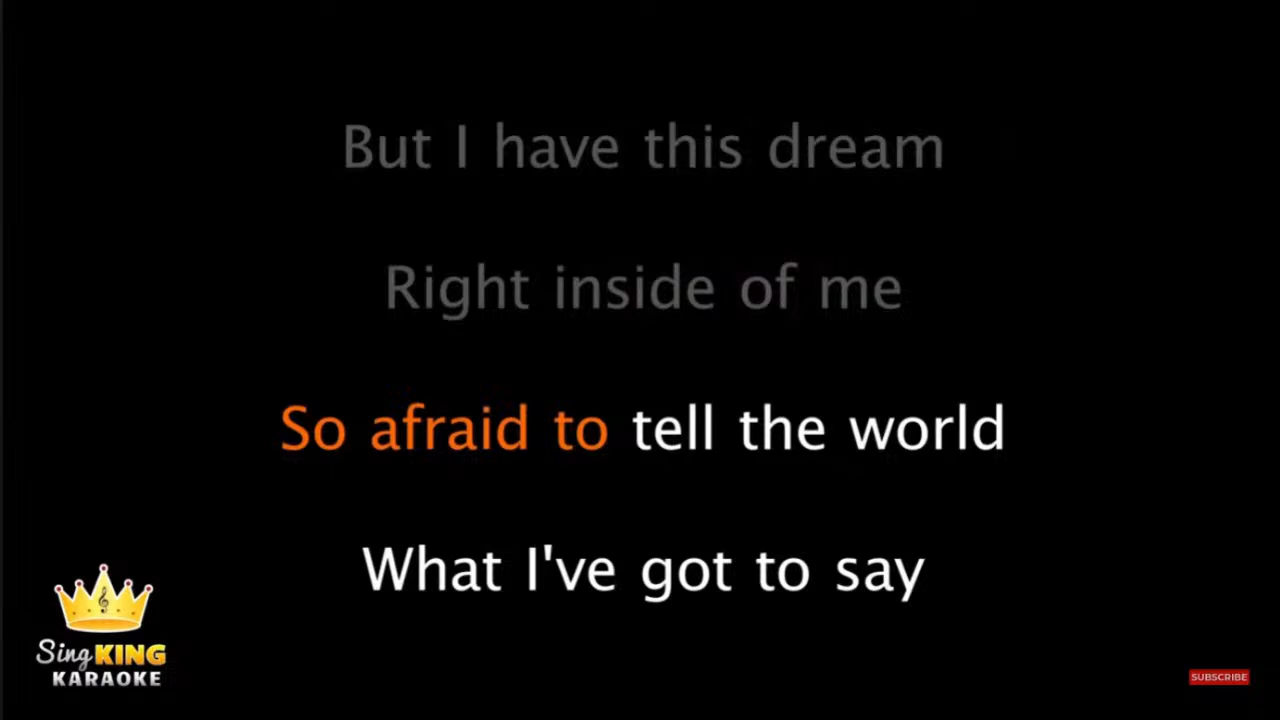 But I have this dream
Right inside of me
So afraid to tell the world
What I've got to say
Sing KING
KARAOKE
SUBSCRIBE